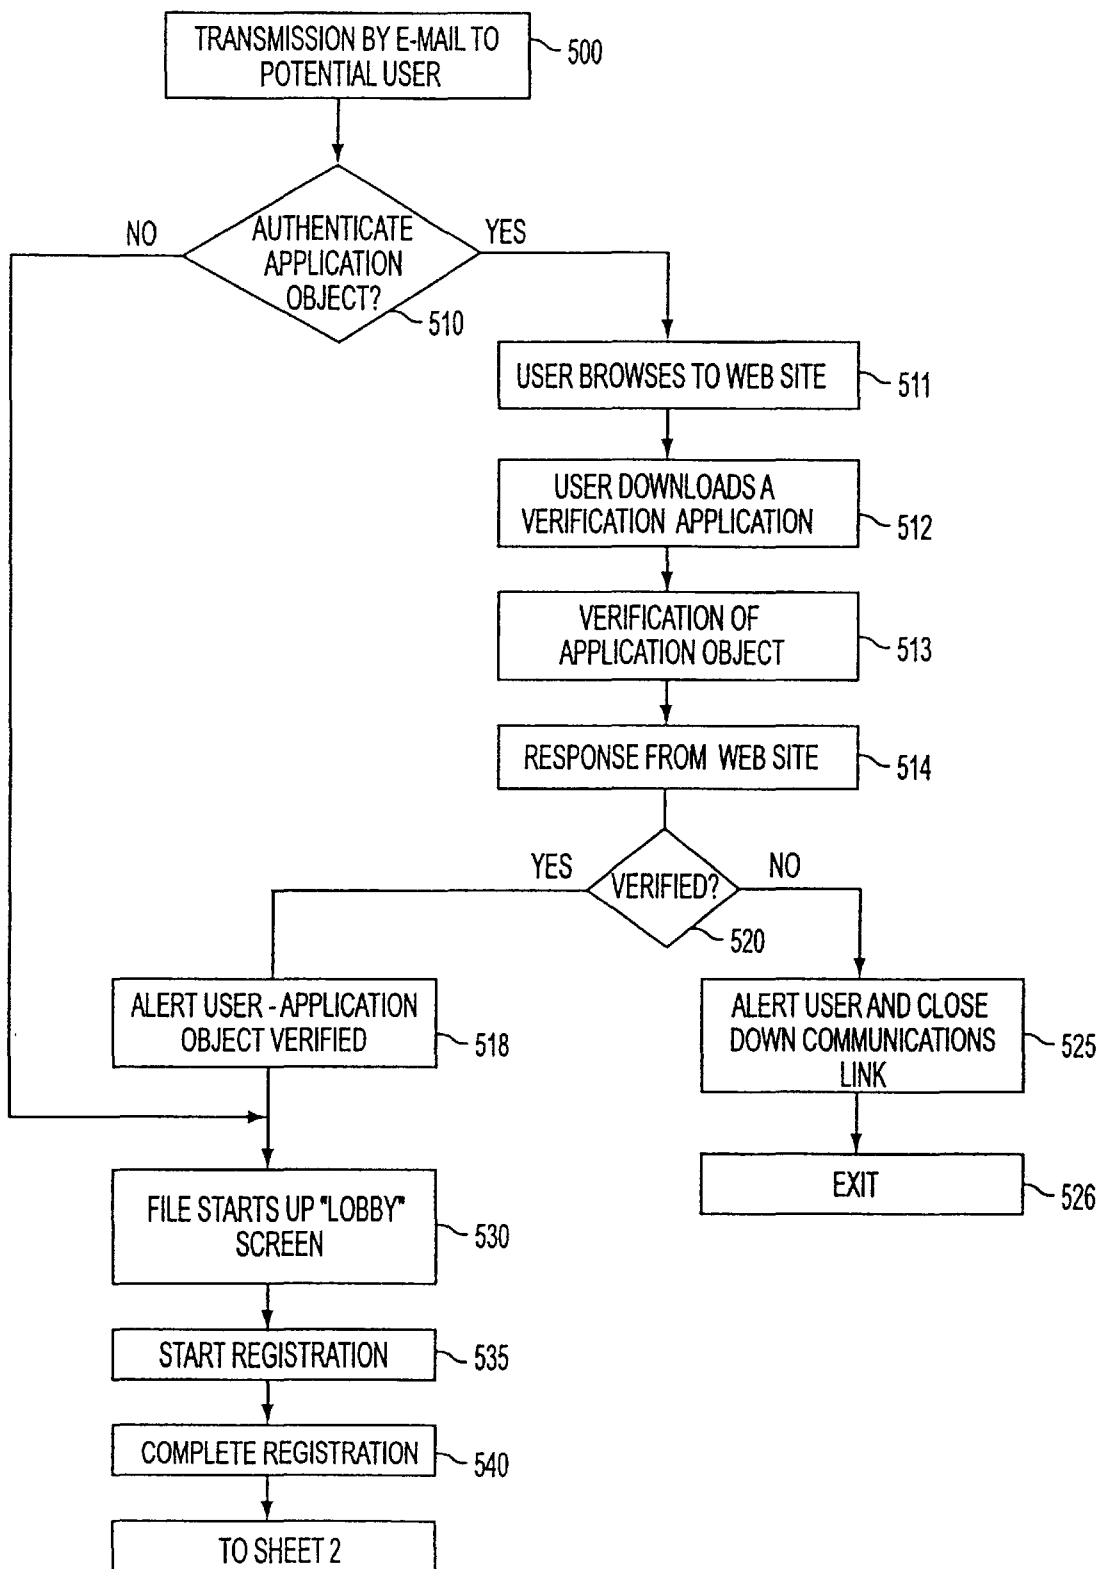 TRANSMISSION BY E-MAIL TO
POTENTIAL USER
500
NO
AUTHENTICATE
APPLICATION
OBJECT?
YES
510
USER BROWSES TO WEB SITE
511
USER DOWNLOADS A
VERIFICATION APPLICATION
512
VERIFICATION OF
APPLICATION OBJECT
513
RESPONSE FROM WEB SITE
514
YES
VERIFIED?
NO
520
ALERT USER - APPLICATION
OBJECT VERIFIED
518
ALERT USER AND CLOSE
DOWN COMMUNICATIONS
LINK
525
EXIT
526
FILE STARTS UP "LOBBY"
SCREEN
530
START REGISTRATION
535
COMPLETE REGISTRATION
540
TO SHEET 2